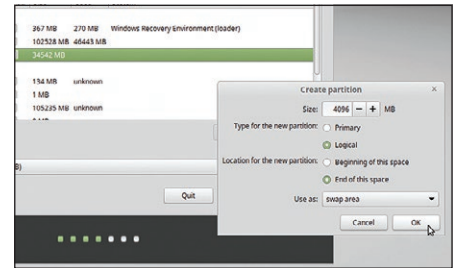 367 MB 270 MB Windows Recovery Environment (loader)
102528 MB 46443 MB
34542 MB
134 MB unknown
1 MB
105235 MB unknown
Create partition ×
Size: 4096 − + MB
Type for the new partition: Primary
Logical
Location for the new partition: Beginning of this space
End of this space
Use as: swap area
Cancel OK
Quit